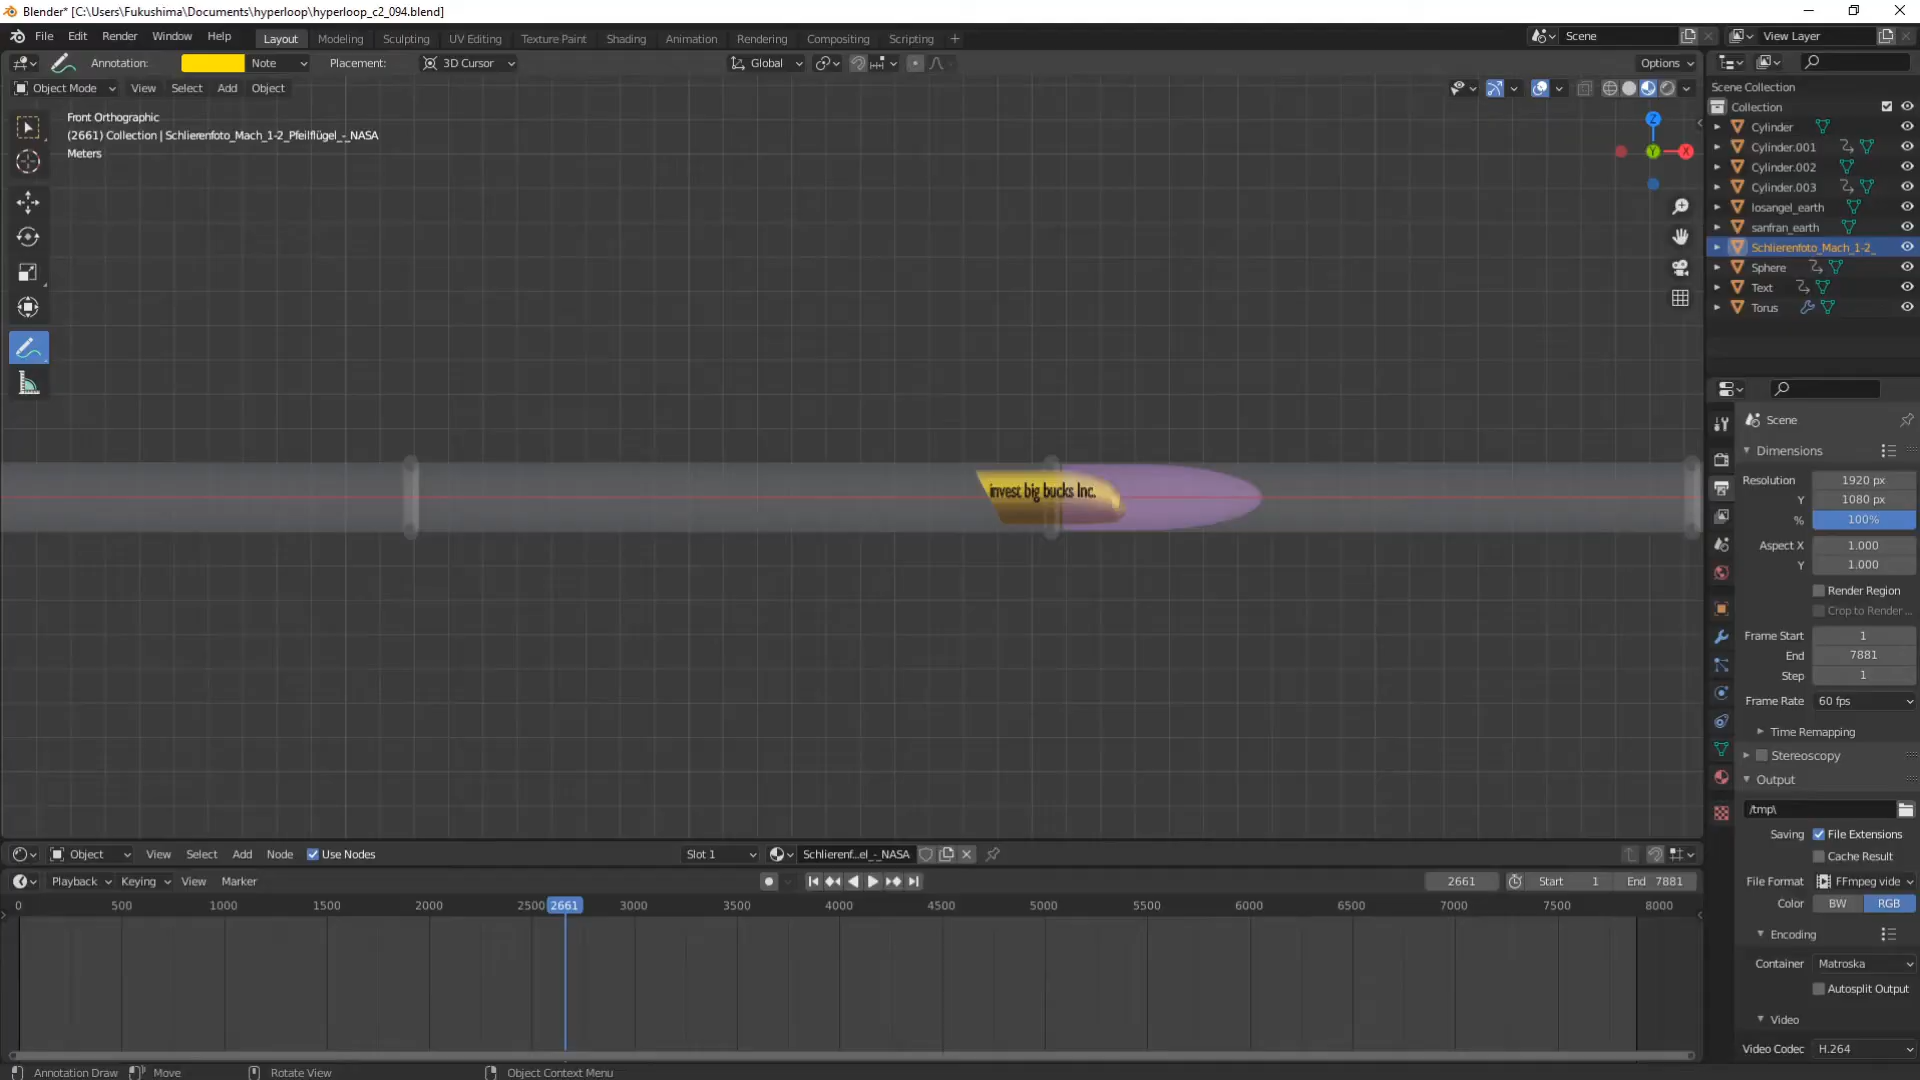 Blender* [C:\Users\Fukushima\Documents\hyperloop\hyperloop_c2_094.blend]
File Edit Render Window Help Layout Modeling Sculpting UV Editing Texture Paint Shading Animation Rendering Compositing Scripting + Scene View Layer
Annotation: Note Placement: 3D Cursor Global Options
Object Mode View Select Add Object
Front Orthographic
(2661) Collection | Schlierenfoto_Mach_1-2_Pfeilflügel_-_NASA
Meters
Z
Y
X
invest big bucks Inc.
Scene Collection
Collection
Cylinder
Cylinder.001
Cylinder.002
Cylinder.003
losangel_earth
sanfran_earth
Schlierenfoto_Mach_1-2_
Sphere
Text
Torus
Scene
Dimensions
Resolution 1920 px
Y 1080 px
% 100%
Aspect X 1.000
Y 1.000
Render Region
Crop to Render ...
Frame Start 1
End 7881
Step 1
Frame Rate 60 fps
Time Remapping
Stereoscopy
Output
/tmp\
Saving File Extensions
Cache Result
File Format FFmpeg vide
Color BW RGB
Encoding
Container Matroska
Autosplit Output
Video
Video Codec H.264
Object View Select Add Node Use Nodes Slot 1 Schlierenf...el_-_NASA
Playback Keying View Marker 2661 Start 1 End 7881
0 500 1000 1500 2000 2500 2661 3000 3500 4000 4500 5000 5500 6000 6500 7000 7500 8000
Annotation Draw Move Rotate View Object Context Menu